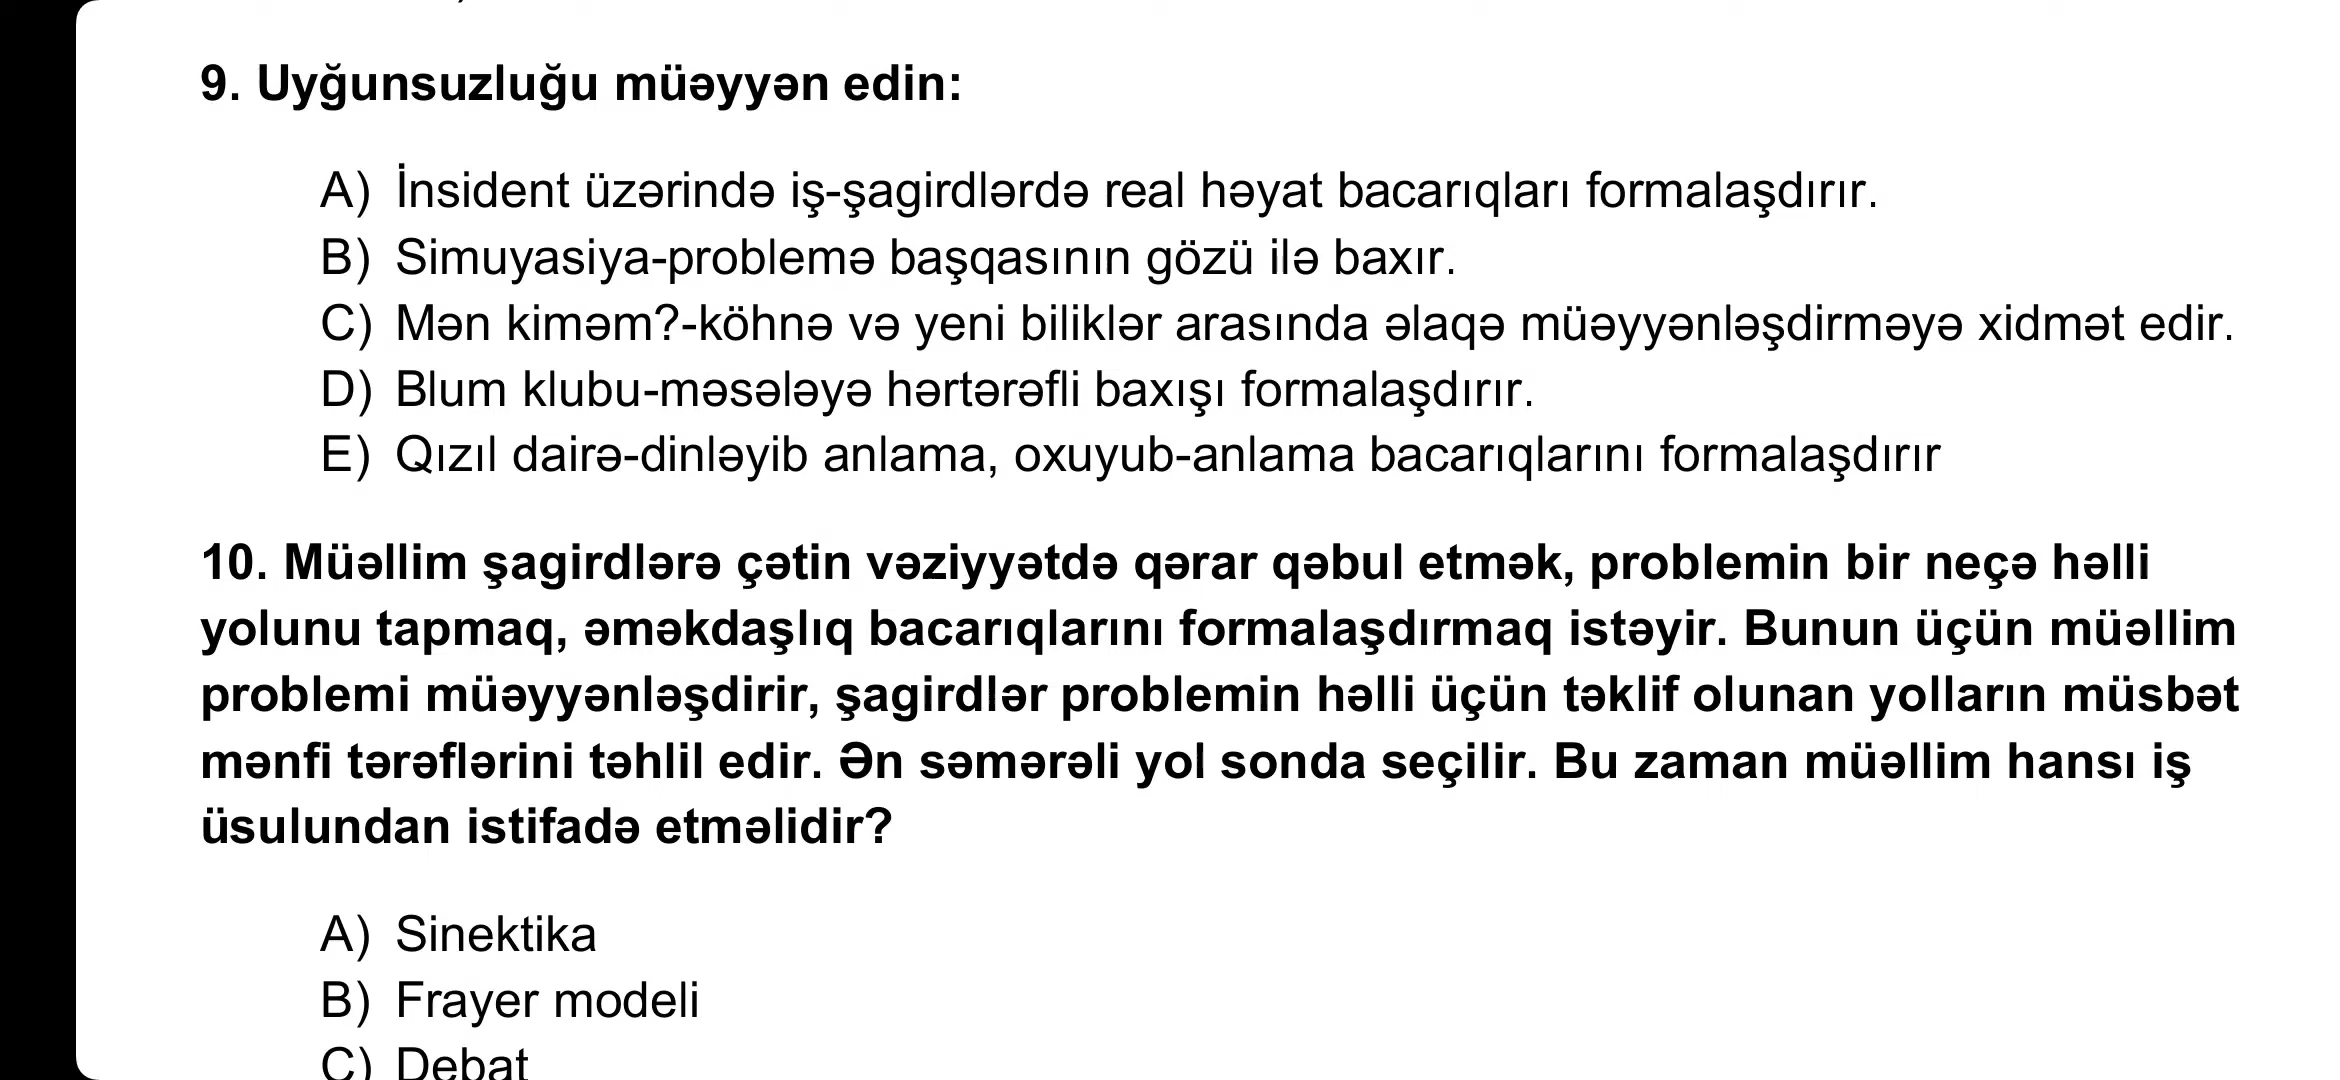 9. Uyğunsuzluğu müəyyən edin:
A) İnsident üzərində iş-şagirdlərdə real həyat bacarıqları formalaşdırır.
B) Simuyasiya-problemə başqasının gözü ilə baxır.
C) Mən kiməm?-köhnə və yeni biliklər arasında əlaqə müəyyənləşdirməyə xidmət edir.
D) Blum klubu-məsələyə hərtərəfli baxışı formalaşdırır.
E) Qızıl dairə-dinləyib anlama, oxuyub-anlama bacarıqlarını formalaşdırır
10. Müəllim şagirdlərə çətin vəziyyətdə qərar qəbul etmək, problemin bir neçə həlli
yolunu tapmaq, əməkdaşlıq bacarıqlarını formalaşdırmaq istəyir. Bunun üçün müəllim
problemi müəyyənləşdirir, şagirdlər problemin həlli üçün təklif olunan yolların müsbət
mənfi tərəflərini təhlil edir. Ən səmərəli yol sonda seçilir. Bu zaman müəllim hansı iş
üsulundan istifadə etməlidir?
A) Sinektika
B) Frayer modeli
C) Debat